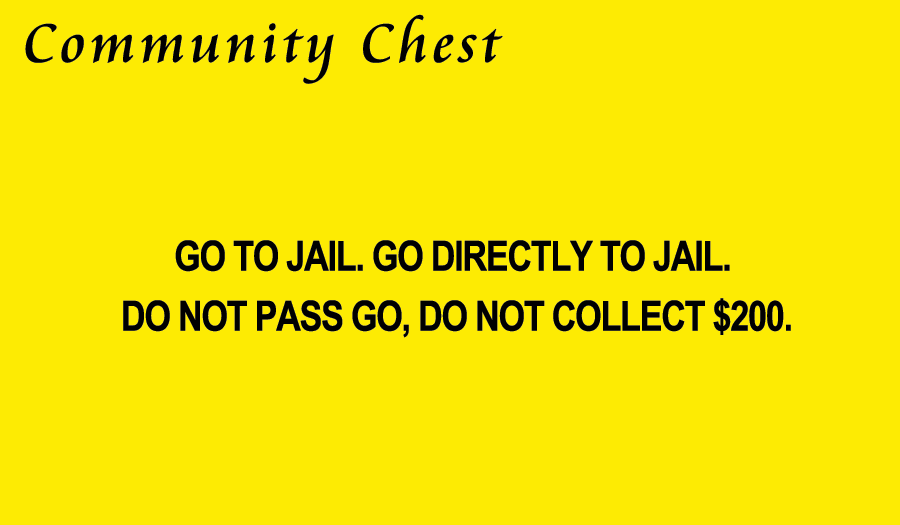 Community Chest
GO TO JAIL. GO DIRECTLY TO JAIL.
DO NOT PASS GO, DO NOT COLLECT $200.